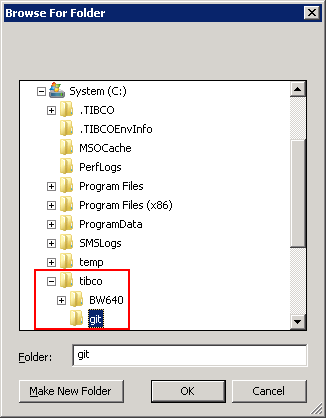 Browse For Folder
System (C:)
.TIBCO
.TIBCOEnvInfo
MSOCache
PerfLogs
Program Files
Program Files (x86)
ProgramData
SMSLogs
temp
tibco
BW640
git
Folder: git
Make New Folder OK Cancel